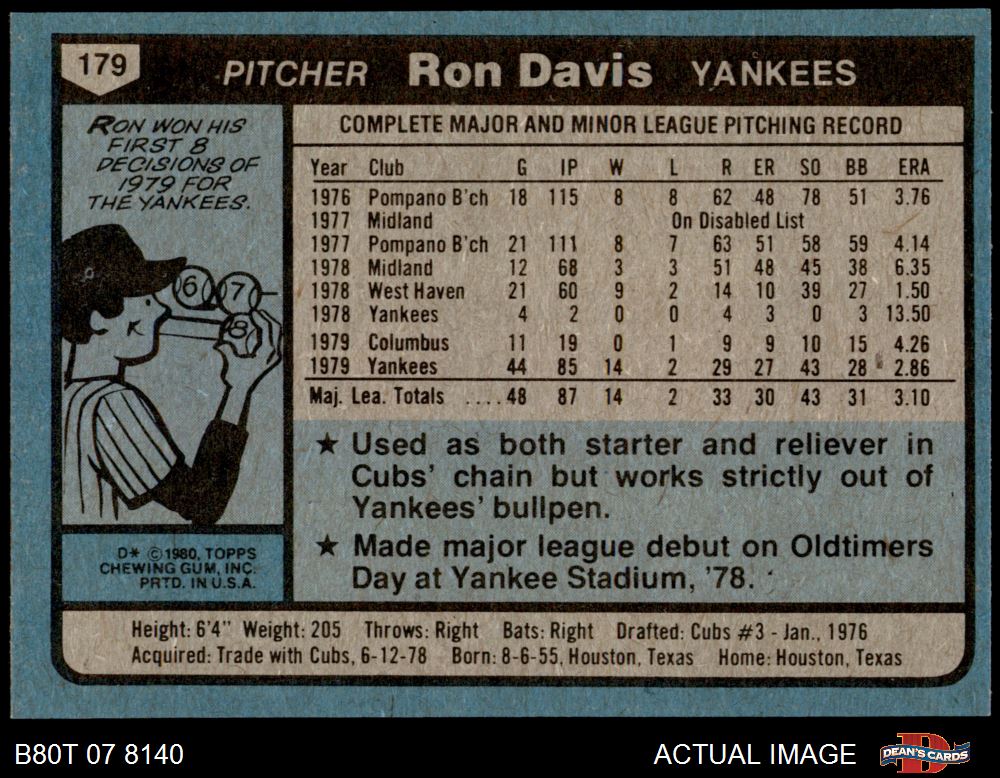 179
PITCHER Ron Davis YANKEES
RON WON HIS
FIRST 8
DECISIONS OF
1979 FOR
THE YANKEES.
6 7
8
K
D* ©1980, TOPPS
CHEWING GUM, INC.
PRTD. IN U.S.A.
COMPLETE MAJOR AND MINOR LEAGUE PITCHING RECORD
Year Club G IP W L R ER SO BB ERA
1976 Pompano B'ch 18 115 8 8 62 48 78 51 3.76
1977 Midland On Disabled List
1977 Pompano B'ch 21 111 8 7 63 51 58 59 4.14
1978 Midland 12 68 3 3 51 48 45 38 6.35
1978 West Haven 21 60 9 2 14 10 39 27 1.50
1978 Yankees 4 2 0 0 4 3 0 3 13.50
1979 Columbus 11 19 0 1 9 9 10 15 4.26
1979 Yankees 44 85 14 2 29 27 43 28 2.86
Maj. Lea. Totals ....48 87 14 2 33 30 43 31 3.10
★ Used as both starter and reliever in
Cubs' chain but works strictly out of
Yankees' bullpen.
★ Made major league debut on Oldtimers
Day at Yankee Stadium, '78.
Height: 6'4" Weight: 205 Throws: Right Bats: Right Drafted: Cubs #3 - Jan., 1976
Acquired: Trade with Cubs, 6-12-78 Born: 8-6-55, Houston, Texas Home: Houston, Texas
B80T 07 8140
ACTUAL IMAGE
D
DEAN'S CARDS